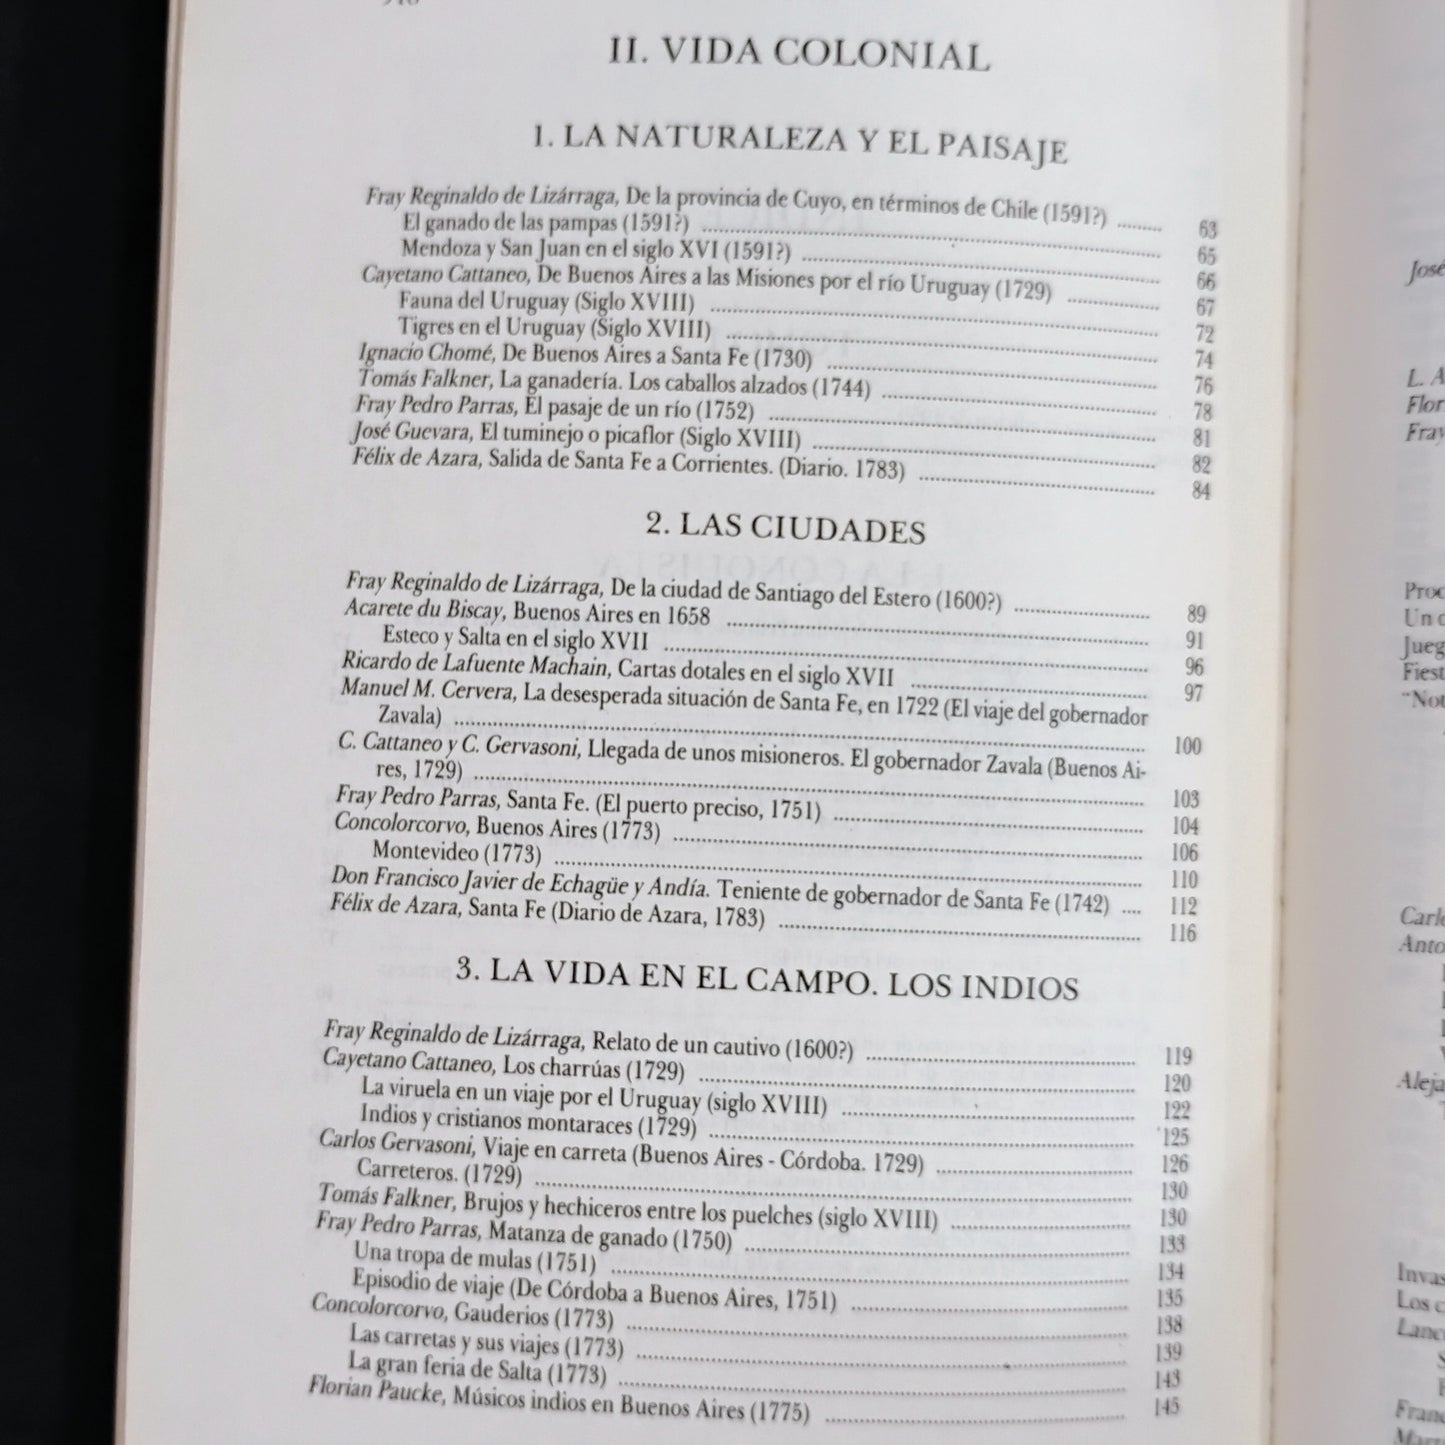 II. VIDA COLONIAL
1. LA NATURALEZA Y EL PAISAJE
Fray Reginaldo de Lizárraga, De la provincia de Cuyo, en términos de Chile (1591?) ........ 63
El ganado de las pampas (1591?) ........ 65
Mendoza y San Juan en el siglo XVI (1591?) ........ 66
Cayetano Cattaneo, De Buenos Aires a las Misiones por el río Uruguay (1729) ........ 67
Fauna del Uruguay (Siglo XVIII) ........ 72
Tigres en el Uruguay (Siglo XVIII) ........ 74
Ignacio Chomé, De Buenos Aires a Santa Fe (1730) ........ 76
Tomás Falkner, La ganadería. Los caballos alzados (1744) ........ 78
Fray Pedro Parras, El pasaje de un río (1752) ........ 81
José Guevara, El tuminejo o picaflor (Siglo XVIII) ........ 82
Félix de Azara, Salida de Santa Fe a Corrientes. (Diario. 1783) ........ 84
2. LAS CIUDADES
Fray Reginaldo de Lizárraga, De la ciudad de Santiago del Estero (1600?) ........ 89
Acarete du Biscay, Buenos Aires en 1658 ........ 91
Esteco y Salta en el siglo XVII ........ 96
Ricardo de Lafuente Machain, Cartas dotales en el siglo XVII ........ 97
Manuel M. Cervera, La desesperada situación de Santa Fe, en 1722 (El viaje del gobernador
Zavala) ........ 100
C. Cattaneo y C. Gervasoni, Llegada de unos misioneros. El gobernador Zavala (Buenos Ai-
res, 1729) ........ 103
Fray Pedro Parras, Santa Fe. (El puerto preciso, 1751) ........ 104
Concolorcorvo, Buenos Aires (1773) ........ 106
Montevideo (1773) ........ 110
Don Francisco Javier de Echagüe y Andía. Teniente de gobernador de Santa Fe (1742) .... 112
Félix de Azara, Santa Fe (Diario de Azara, 1783) ........ 116
3. LA VIDA EN EL CAMPO. LOS INDIOS
Fray Reginaldo de Lizárraga, Relato de un cautivo (1600?) ........ 119
Cayetano Cattaneo, Los charrúas (1729) ........ 120
La viruela en un viaje por el Uruguay (siglo XVIII) ........ 122
Indios y cristianos montaraces (1729) ........ 125
Carlos Gervasoni, Viaje en carreta (Buenos Aires - Córdoba. 1729) ........ 126
Carreteros. (1729) ........ 130
Tomás Falkner, Brujos y hechiceros entre los puelches (siglo XVIII) ........ 130
Fray Pedro Parras, Matanza de ganado (1750) ........ 133
Una tropa de mulas (1751) ........ 134
Episodio de viaje (De Córdoba a Buenos Aires, 1751) ........ 135
Concolorcorvo, Gauderios (1773) ........ 138
Las carretas y sus viajes (1773) ........ 139
La gran feria de Salta (1773) ........ 143
Florian Paucke, Músicos indios en Buenos Aires (1775) ........ 145
José
L. A
Fray
Un